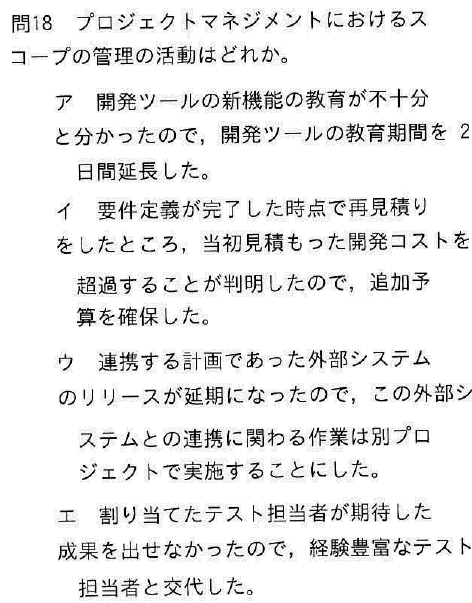 問18 プロジェクトマネジメントにおけるス
コープの管理の活動はどれか。
ア 開発ツールの新機能の教育が不十分
と分かったので，開発ツールの教育期間を 2
日間延長した。
イ 要件定義が完了した時点で再見積り
をしたところ，当初見積もった開発コストを
超過することが判明したので，追加予
算を確保した。
ウ 連携する計画であった外部システム
のリリースが延期になったので，この外部シ
ステムとの連携に関わる作業は別プロ
ジェクトで実施することにした。
エ 割り当てたテスト担当者が期待した
成果を出せなかったので，経験豊富なテスト
担当者と交代した。